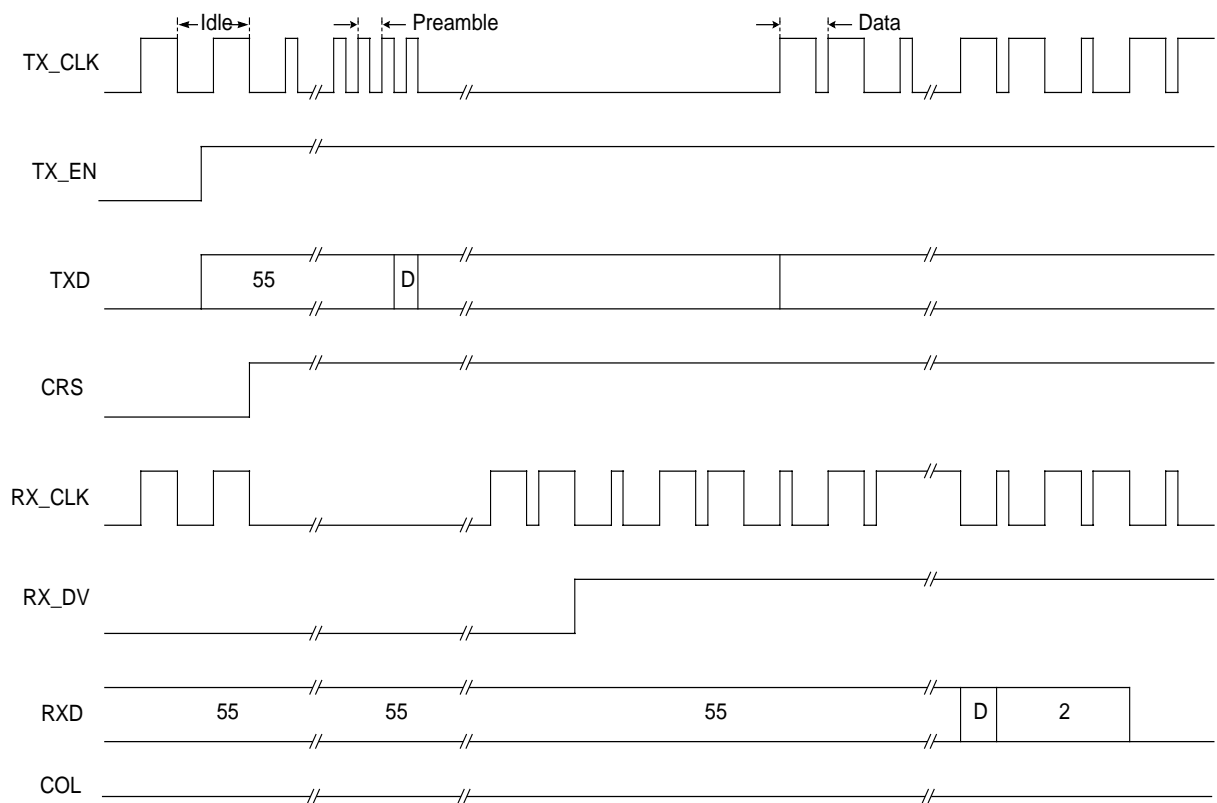 Idle
Preamble
Data
TX_CLK
TX_EN
TXD
55
D
CRS
RX_CLK
RX_DV
RXD
55
55
55
D
2
COL